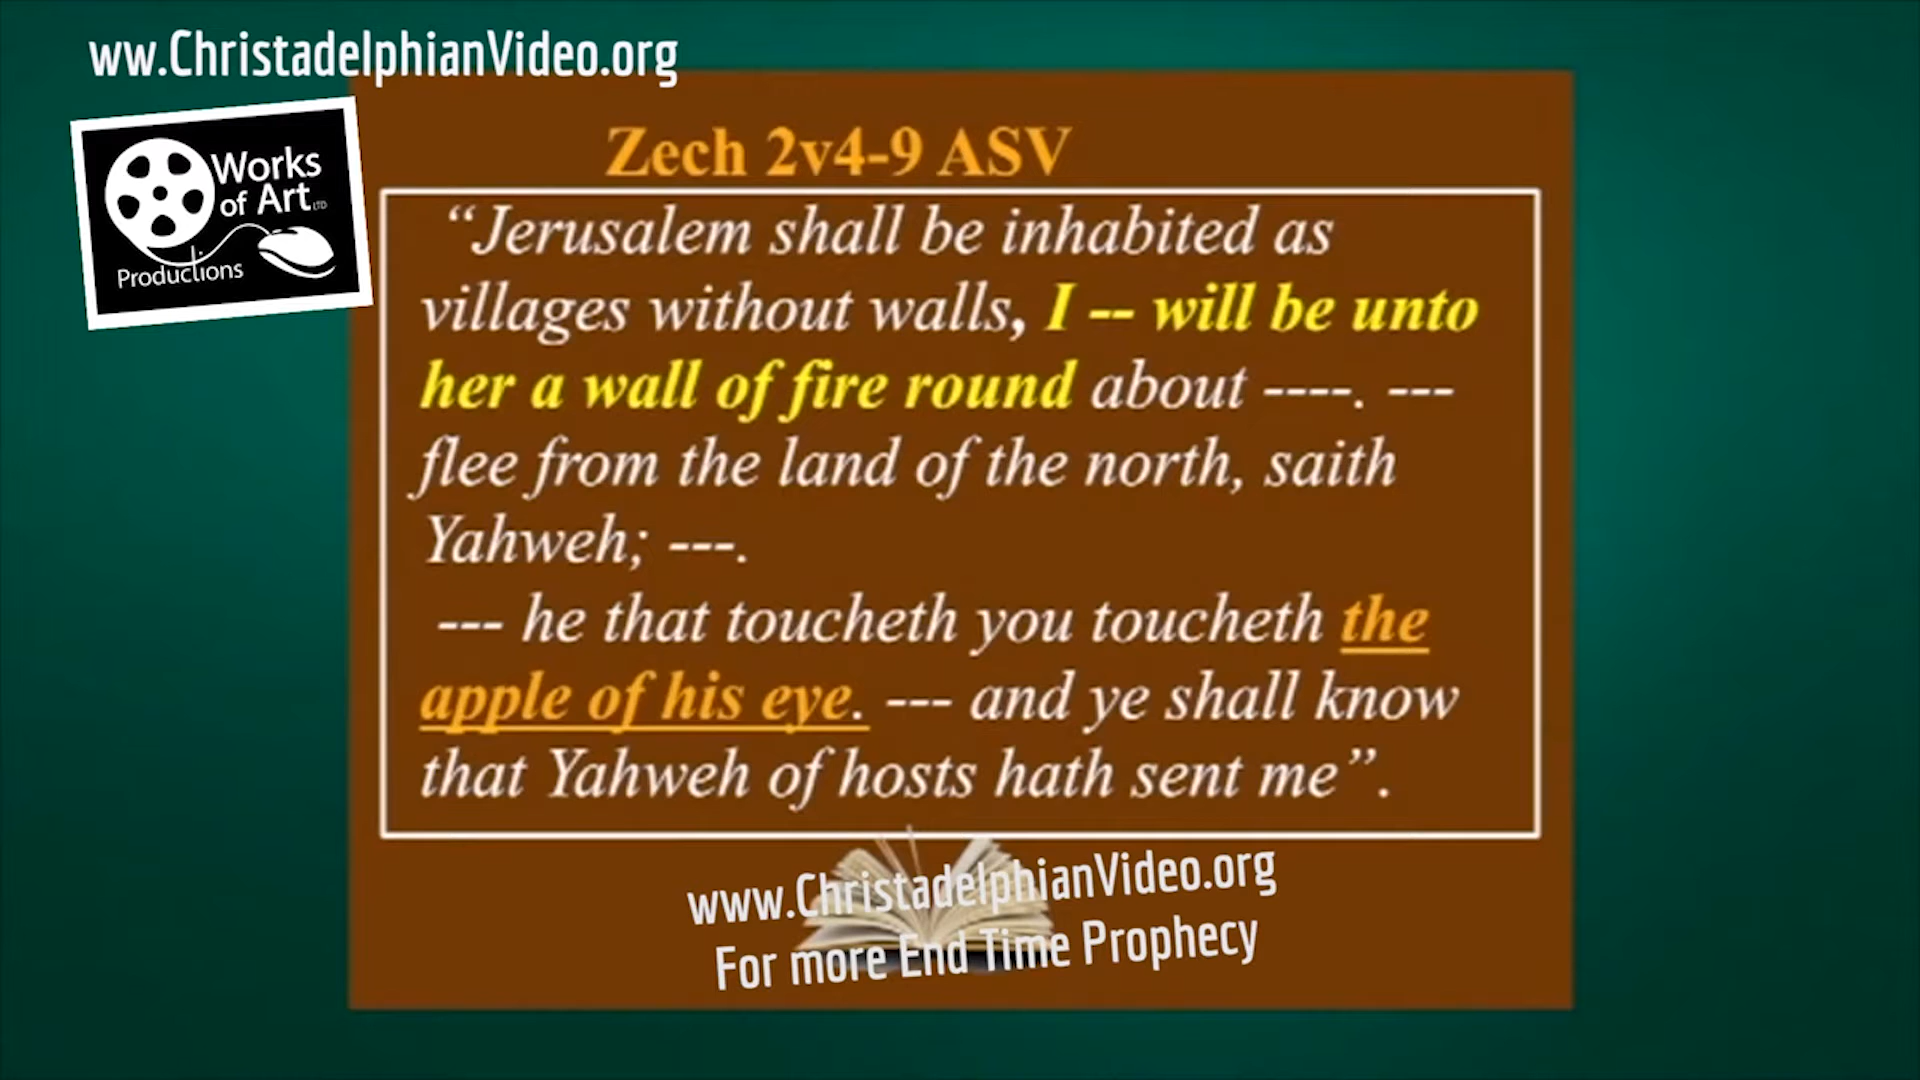 ww.ChristadelphianVideo.org
Works
of Art LTD
Productions
Zech 2v4-9 ASV
“Jerusalem shall be inhabited as
villages without walls, I -- will be unto
her a wall of fire round about ----. ---
flee from the land of the north, saith
Yahweh; ---.
--- he that toucheth you toucheth the
apple of his eye. --- and ye shall know
that Yahweh of hosts hath sent me”.
www.ChristadelphianVideo.org
For more End Time Prophecy